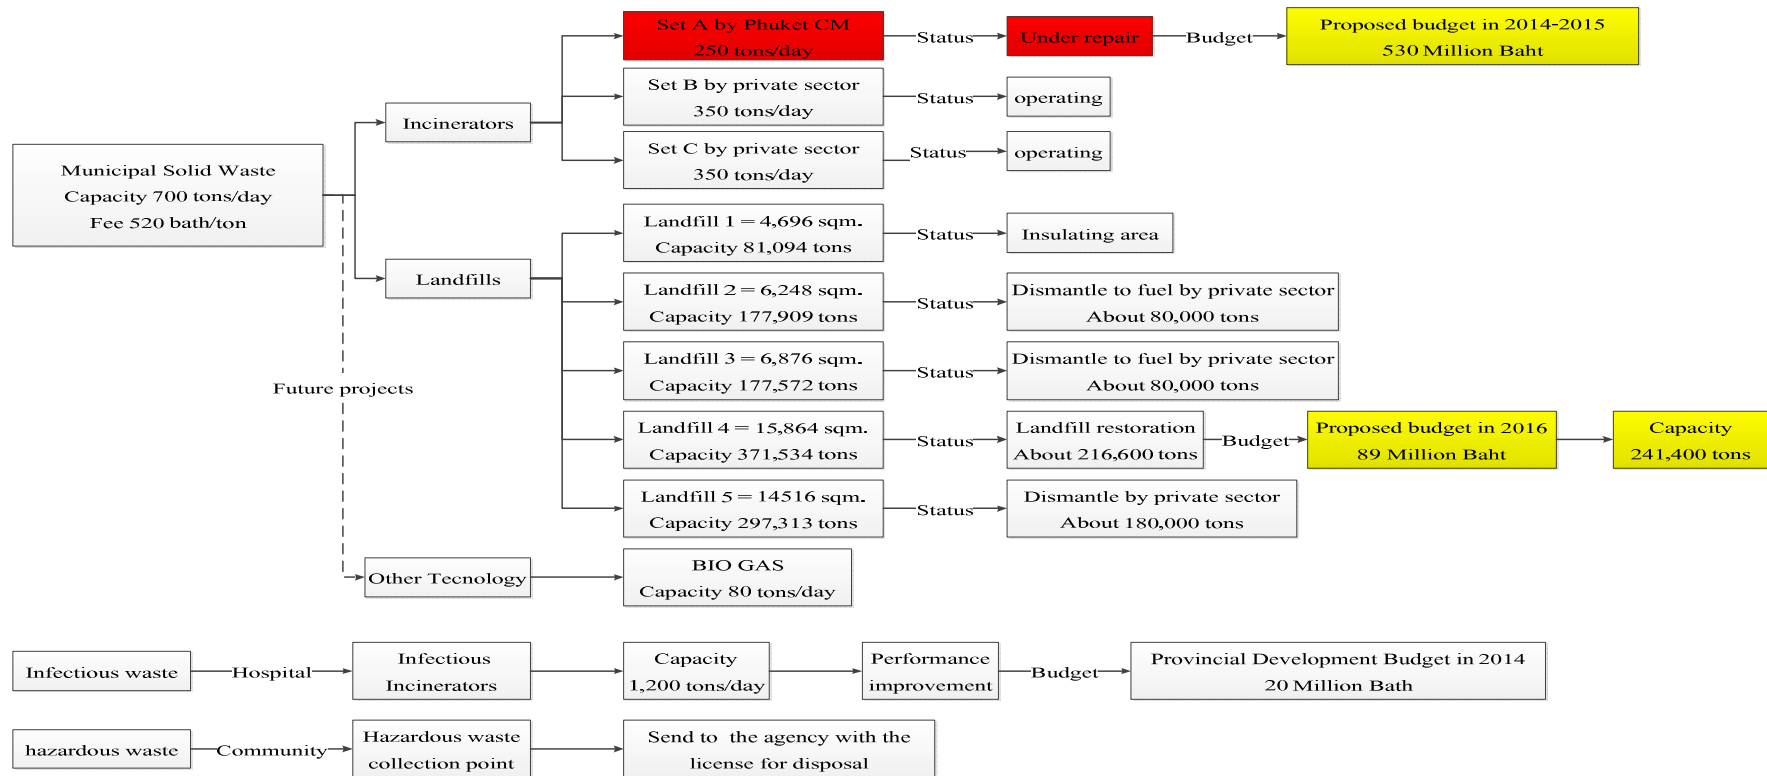 Set A by Phuket CM
250 tons/day
Status
Under repair
Budget
Proposed budget in 2014-2015
530 Million Baht
Set B by private sector
350 tons/day
Status
operating
Incinerators
Set C by private sector
350 tons/day
Status
operating
Municipal Solid Waste
Capacity 700 tons/day
Fee 520 bath/ton
Landfill 1 = 4,696 sqm.
Capacity 81,094 tons
Status
Insulating area
Landfills
Landfill 2 = 6,248 sqm.
Capacity 177,909 tons
Status
Dismantle to fuel by private sector
About 80,000 tons
Landfill 3 = 6,876 sqm.
Capacity 177,572 tons
Status
Dismantle to fuel by private sector
About 80,000 tons
Future projects
Landfill 4 = 15,864 sqm.
Capacity 371,534 tons
Status
Landfill restoration
About 216,600 tons
Budget
Proposed budget in 2016
89 Million Baht
Capacity
241,400 tons
Landfill 5 = 14516 sqm.
Capacity 297,313 tons
Status
Dismantle by private sector
About 180,000 tons
Other Tecnology
BIO GAS
Capacity 80 tons/day
Infectious waste
Hospital
Infectious
Incinerators
Capacity
1,200 tons/day
Performance
improvement
Budget
Provincial Development Budget in 2014
20 Million Bath
hazardous waste
Community
Hazardous waste
collection point
Send to the agency with the
license for disposal